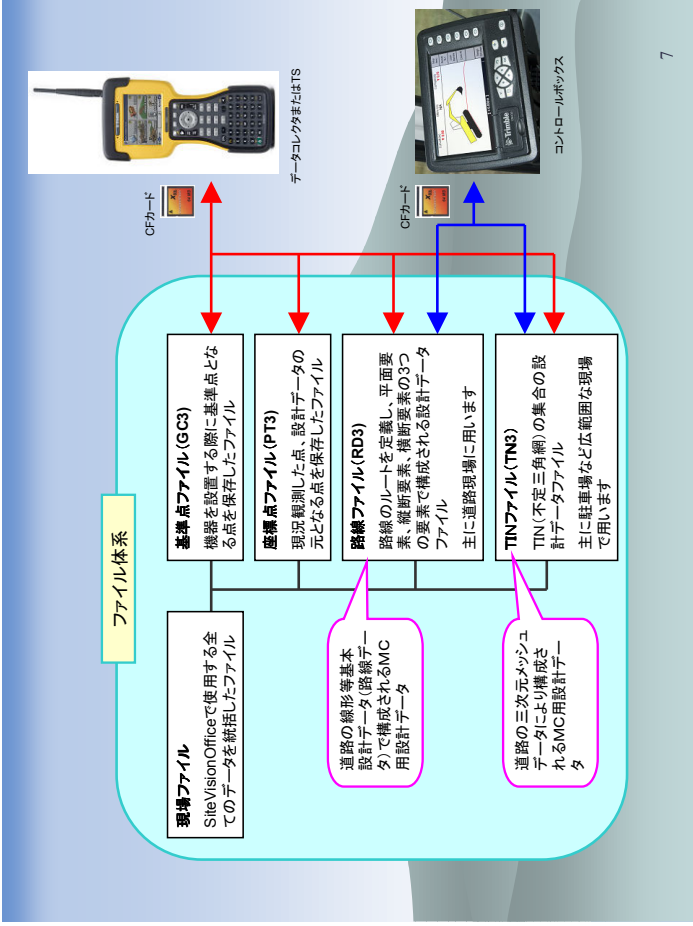 ファイル体系
現場ファイル
SiteVisionOfficeで使用する全
てのデータを統括したファイル
基準点ファイル(GC3)
機器を設置する際に基準点とな
る点を保存したファイル
座標点ファイル(PT3)
現況観測した点、設計データの
元となる点を保存したファイル
路線ファイル(RD3)
路線のルートを定義し、平面要
素、縦断要素、横断要素の3つ
の要素で構成される設計データ
ファイル
主に道路現場に用います
TINファイル(TN3)
TIN(不定三角網)の集合の設
計データファイル
主に駐車場など広範囲な現場
で用います
道路の線形等基本
設計データ(路線デー
タ)で構成されるMC
用設計データ
道路の三次元メッシュ
データにより構成さ
れるMC用設計デー
タ
CFカード
データコレクタまたはTS
CFカード
Trimble
コントロールボックス
7